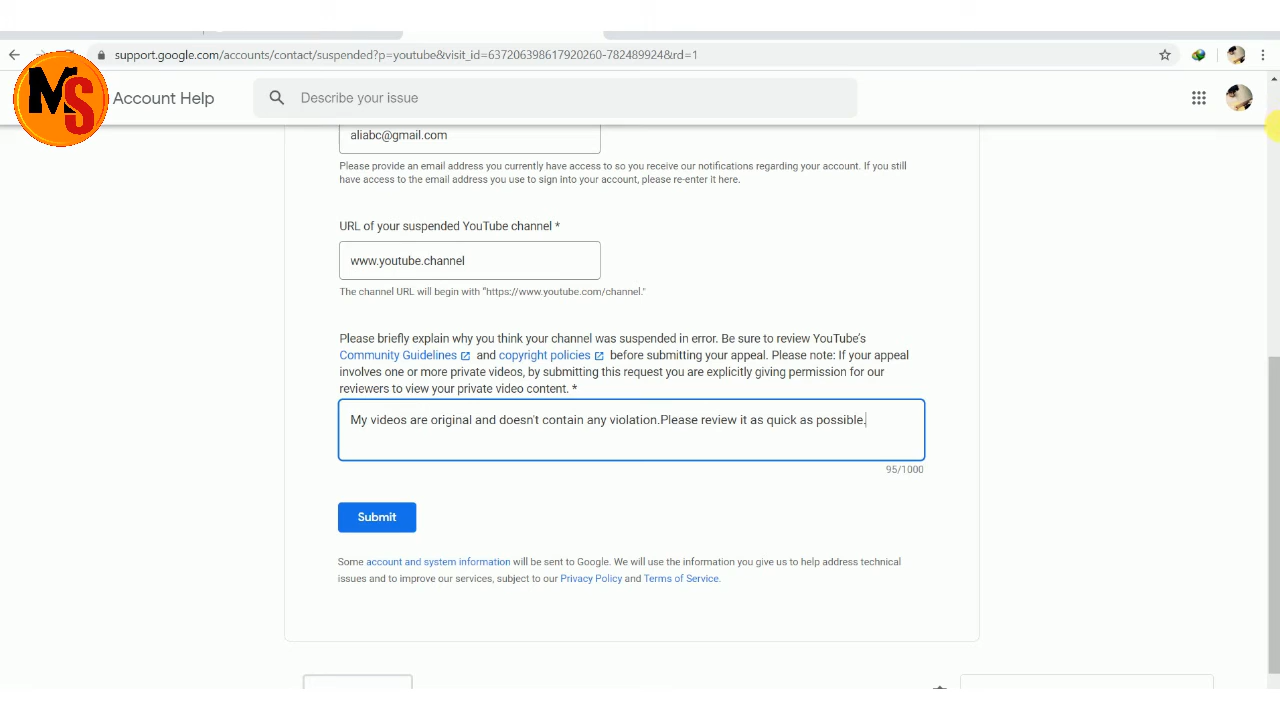 support.google.com/accounts/contact/suspended?p=youtube&visit_id=637206398617920260-782489924&rd=1
MS
Account Help
Describe your issue
aliabc@gmail.com
Please provide an email address you currently have access to so you receive our notifications regarding your account. If you still
have access to the email address you use to sign into your account, please re-enter it here.
URL of your suspended YouTube channel *
www.youtube.channel
The channel URL will begin with "https://www.youtube.com/channel."
Please briefly explain why you think your channel was suspended in error. Be sure to review YouTube's
Community Guidelines and copyright policies before submitting your appeal. Please note: If your appeal
involves one or more private videos, by submitting this request you are explicitly giving permission for our
reviewers to view your private video content. *
My videos are original and doesn't contain any violation.Please review it as quick as possible.
95/1000
Submit
Some account and system information will be sent to Google. We will use the information you give us to help address technical
issues and to improve our services, subject to our Privacy Policy and Terms of Service.